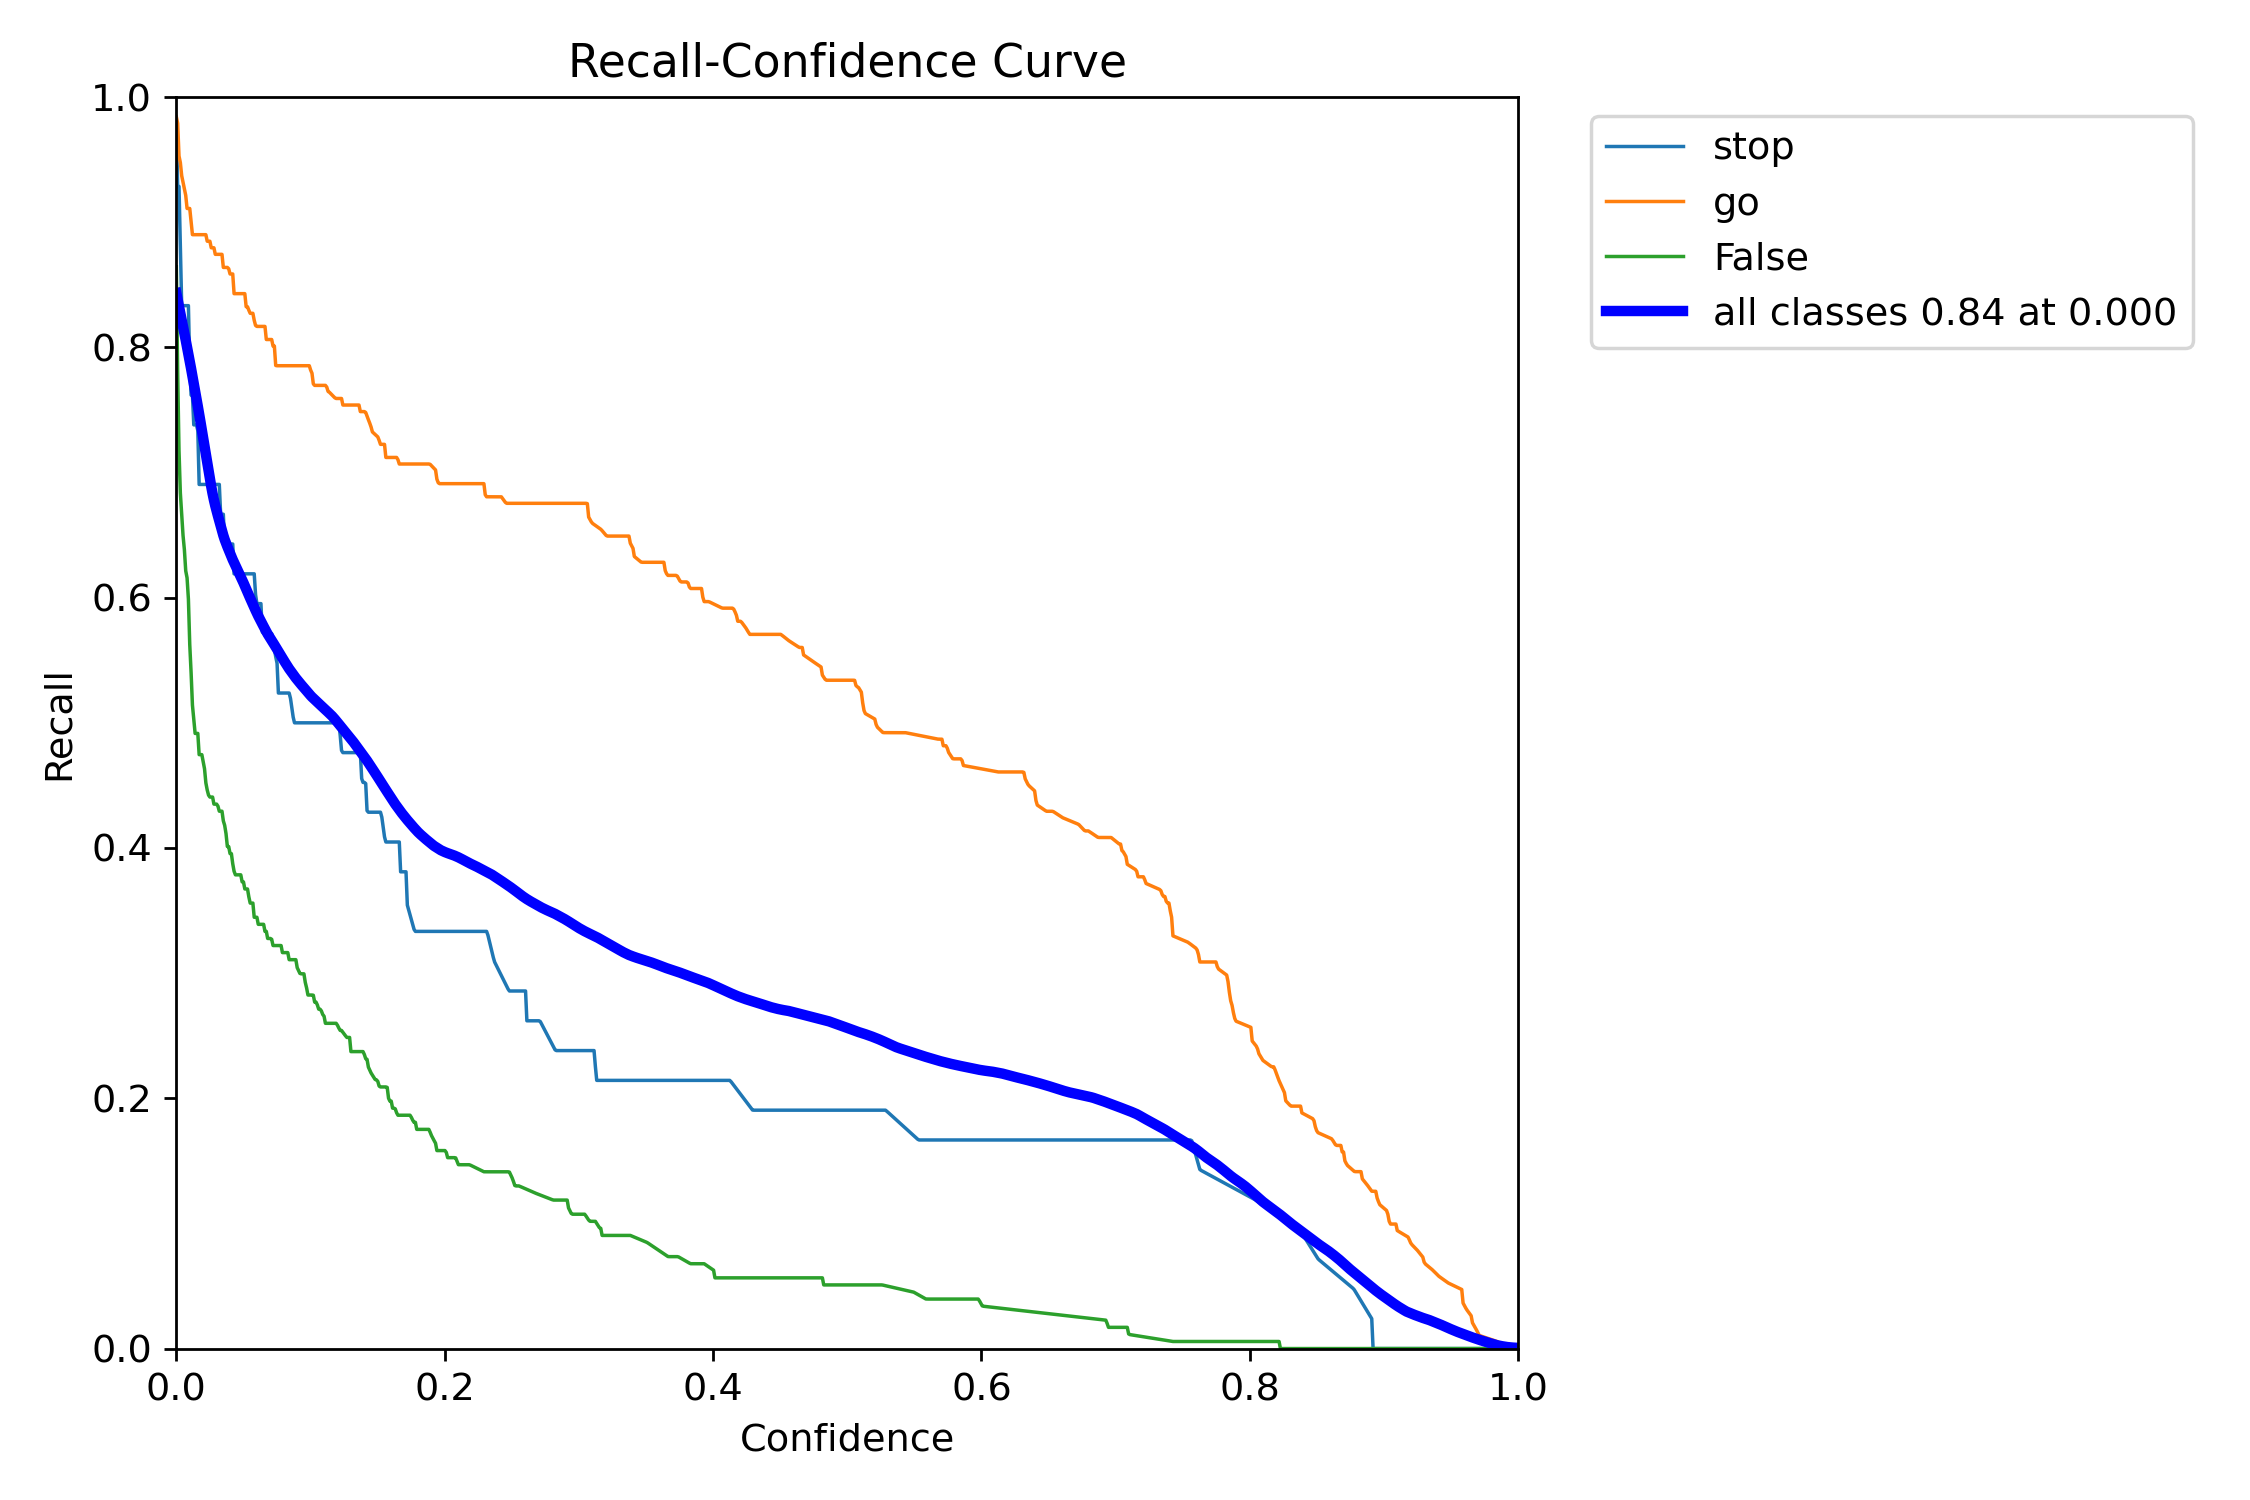 Recall-Confidence Curve
1.0
0.8
0.6
0.4
0.2
0.0
Recall
0.0 0.2 0.4 0.6 0.8 1.0
Confidence
stop
go
False
all classes 0.84 at 0.000